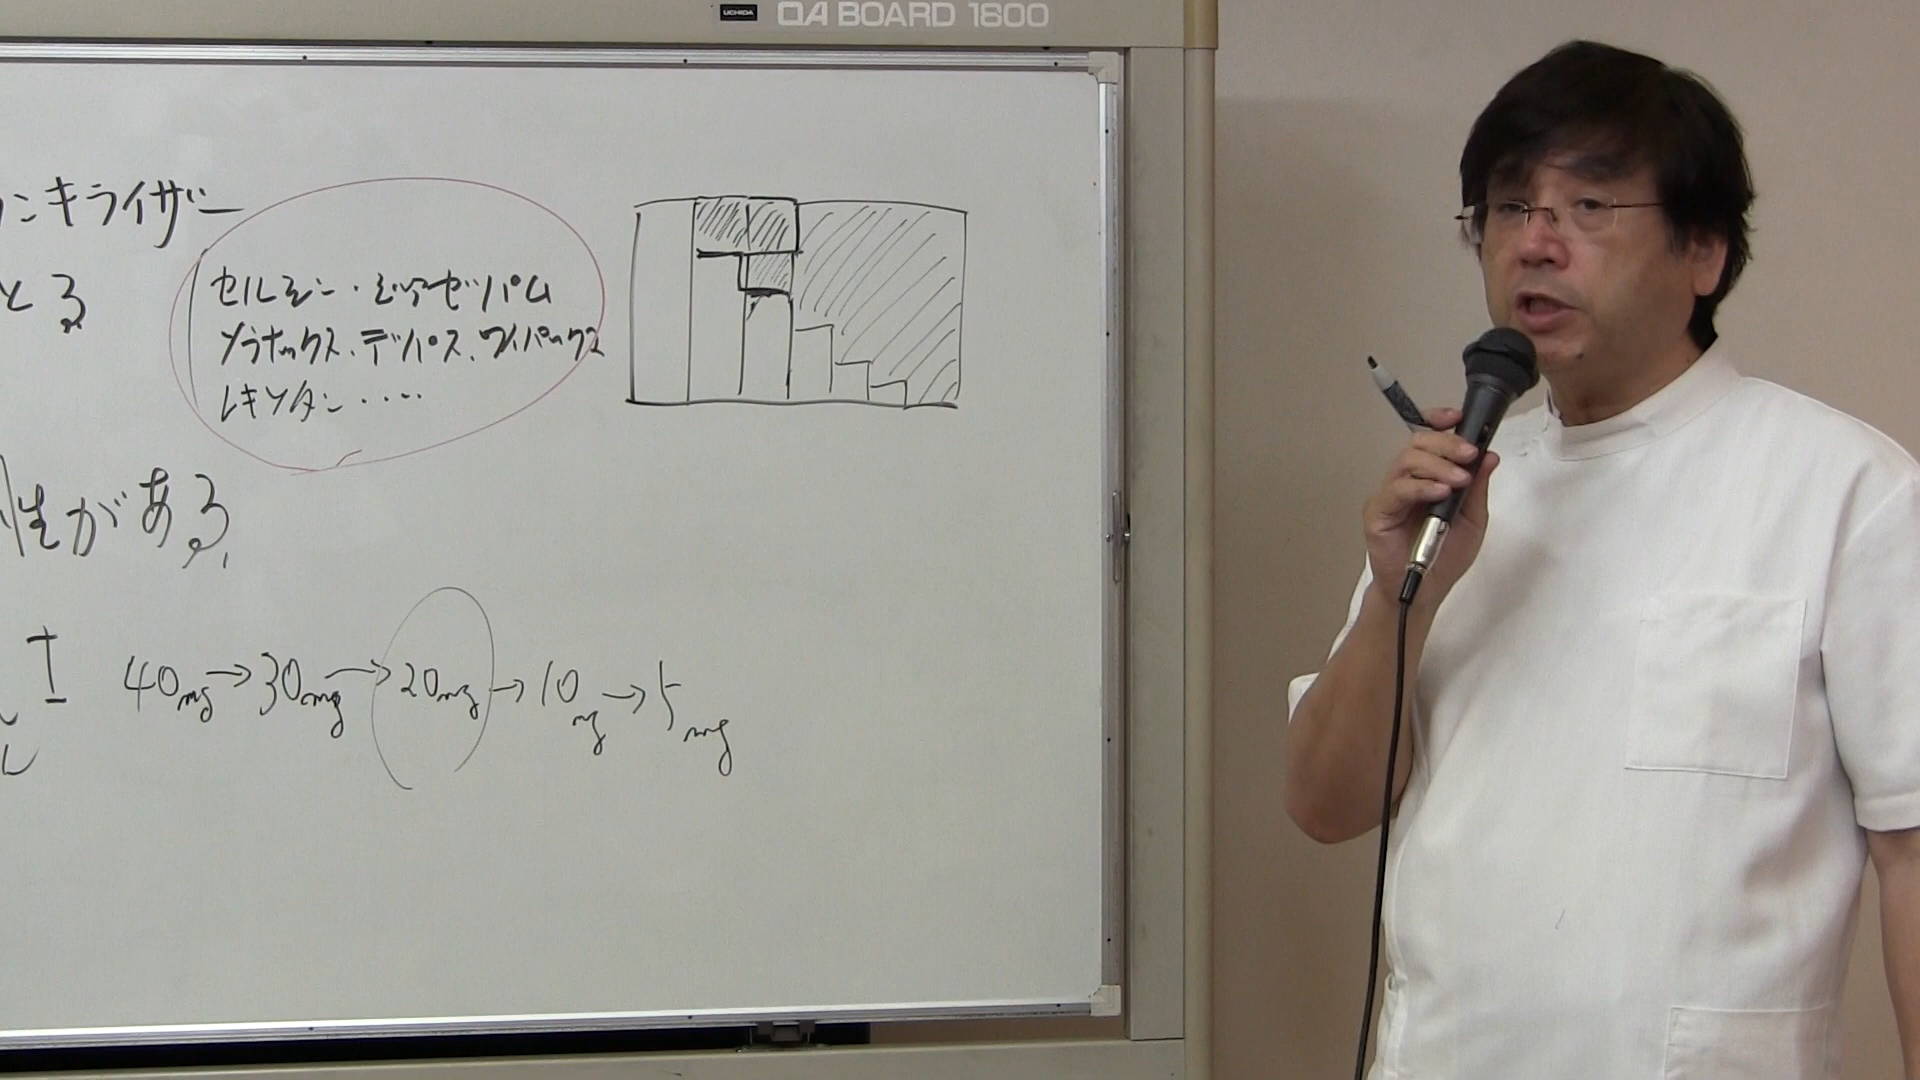 UCHIDA QA BOARD 1600
ンキライザー
とる
セルシン・ジアゼパム
ソラナックス、デパス、ワイパックス
レキソタン・・・・
性がある
40mg→30mg→20mg→10mg→5mg